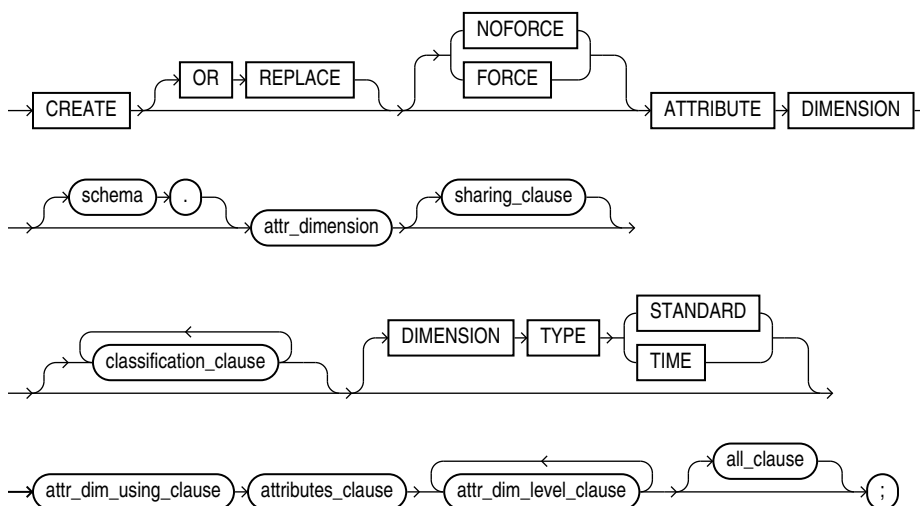 NOFORCE
OR REPLACE FORCE
CREATE ATTRIBUTE DIMENSION
schema . sharing_clause
attr_dimension
STANDARD
DIMENSION TYPE
classification_clause TIME
all_clause
attr_dim_using_clause attributes_clause attr_dim_level_clause ;